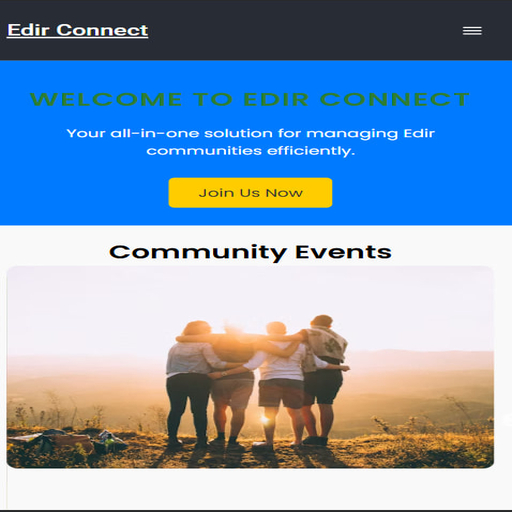 Edir Connect
WELCOME TO EDIR CONNECT
Your all-in-one solution for managing Edir
communities efficiently.
Join Us Now
Community Events